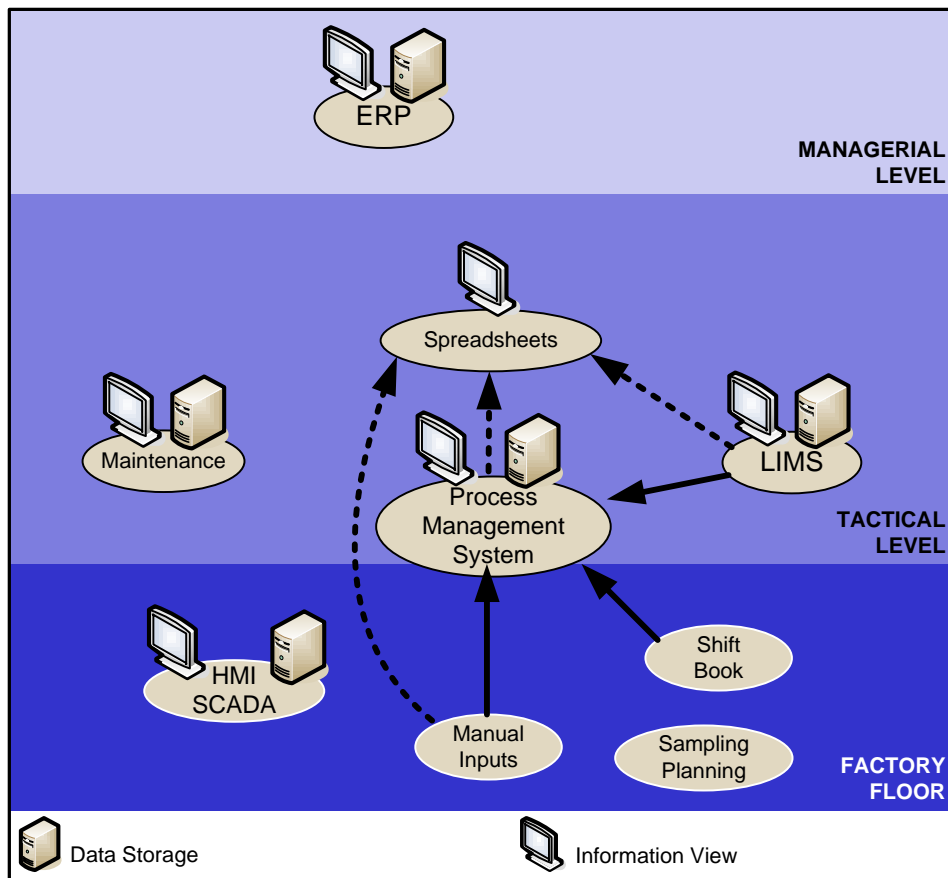 ERP
MANAGERIAL
LEVEL
Spreadsheets
Maintenance
LIMS
Process
Management
System
TACTICAL
LEVEL
HMI
SCADA
Shift
Book
Manual
Inputs
Sampling
Planning
FACTORY
FLOOR
Data Storage
Information View